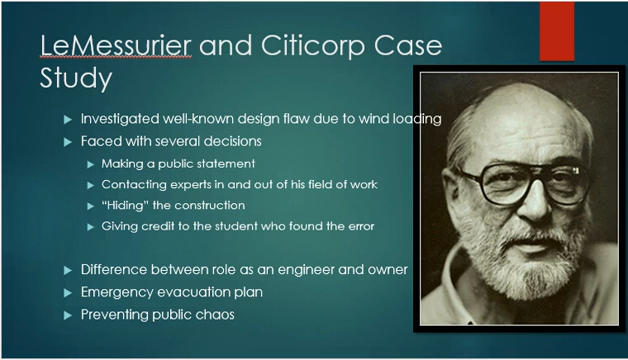 LeMessurier and Citicorp Case
Study
Investigated well-known design flaw due to wind loading
Faced with several decisions
Making a public statement
Contacting experts in and out of his field of work
“Hiding” the construction
Giving credit to the student who found the error
Difference between role as an engineer and owner
Emergency evacuation plan
Preventing public chaos